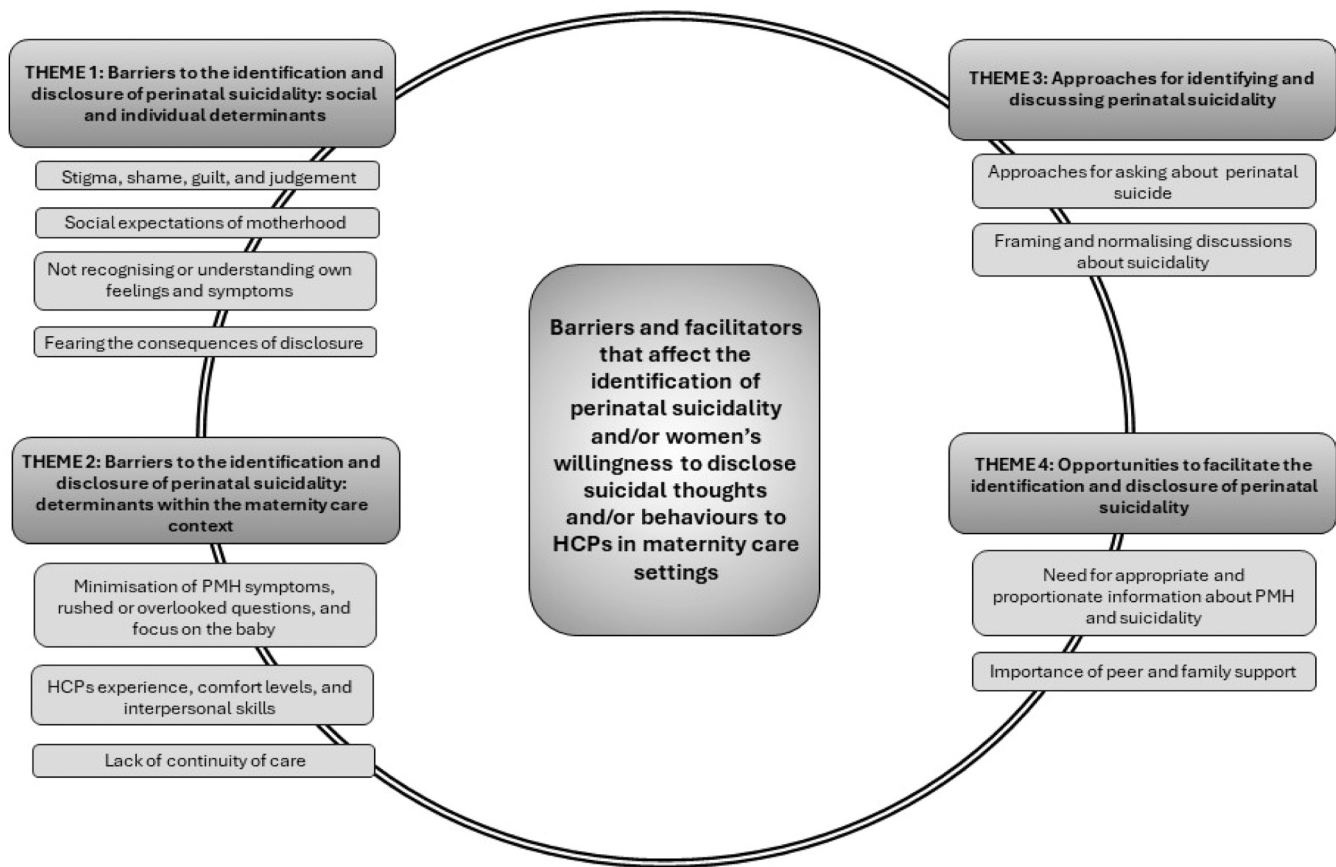 THEME 1: Barriers to the identification and
disclosure of perinatal suicidality: social
and individual determinants
Stigma, shame, guilt, and judgement
Social expectations of motherhood
Not recognising or understanding own
feelings and symptoms
Fearing the consequences of disclosure
THEME 2: Barriers to the identification and
disclosure of perinatal suicidality:
determinants within the maternity care
context
Minimisation of PMH symptoms,
rushed or overlooked questions, and
focus on the baby
HCPs experience, comfort levels, and
interpersonal skills
Lack of continuity of care
Barriers and facilitators
that affect the
identification of
perinatal suicidality
and/or women’s
willingness to disclose
suicidal thoughts
and/or behaviours to
HCPs in maternity care
settings
THEME 3: Approaches for identifying and
discussing perinatal suicidality
Approaches for asking about perinatal
suicide
Framing and normalising discussions
about suicidality
THEME 4: Opportunities to facilitate the
identification and disclosure of perinatal
suicidality
Need for appropriate and
proportionate information about PMH
and suicidality
Importance of peer and family support